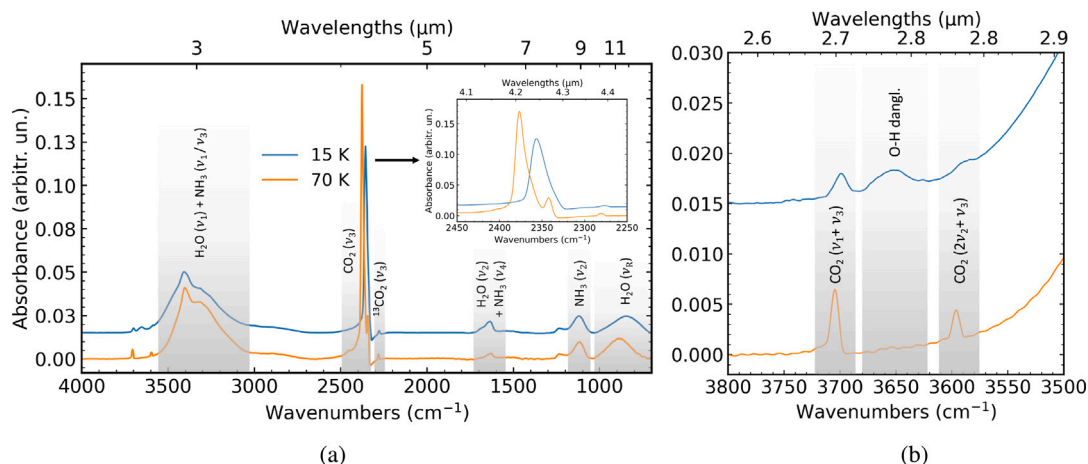 Wavelengths (μm)
3 5 7 9 11
Absorbance (arbitr. un.)
0.15
0.13
0.10
0.07
0.05
0.03
0.00
H₂O (ν₁) + NH₃ (ν₁/ν₃)
15 K
70 K
CO₂ (ν₃)
¹³CO₂ (ν₃)
H₂O (ν₂)
+ NH₃ (ν₄)
NH₃ (ν₂)
H₂O (νR)
Wavelengths (μm)
4.1 4.2 4.3 4.4
Absorbance (arbitr. un.)
0.15
0.10
0.05
0.00
2450 2400 2350 2300 2250
Wavenumbers (cm⁻¹)
4000 3500 3000 2500 2000 1500 1000
Wavenumbers (cm⁻¹)
(a)
Wavelengths (μm)
2.6 2.7 2.8 2.8 2.9
0.030
0.025
0.020
0.015
0.010
0.005
0.000
O-H dangl.
CO₂ (ν₁+ ν₃)
CO₂ (2ν₂+ ν₃)
3800 3750 3700 3650 3600 3550 3500
Wavenumbers (cm⁻¹)
(b)